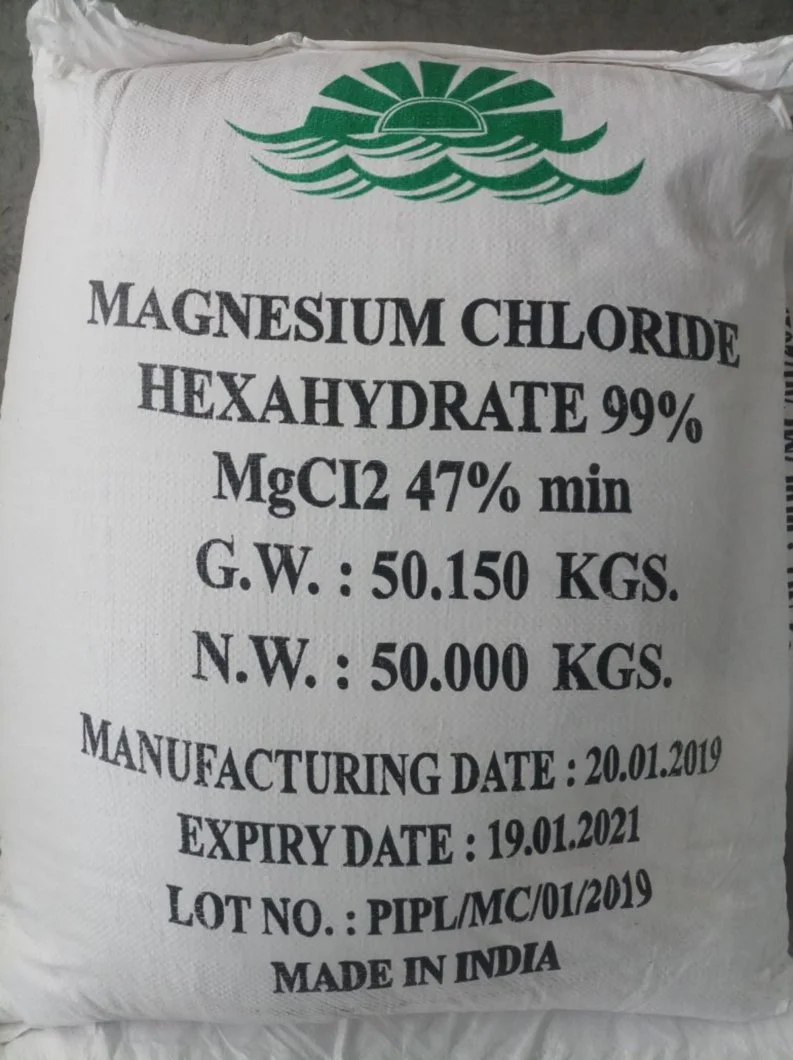 MAGNESIUM CHLORIDE
HEXAHYDRATE 99%
MgCI2 47% min
G.W. : 50.150 KGS.
N.W. : 50.000 KGS.
MANUFACTURING DATE : 20.01.2019
EXPIRY DATE : 19.01.2021
LOT NO. : PIPL/MC/01/2019
MADE IN INDIA